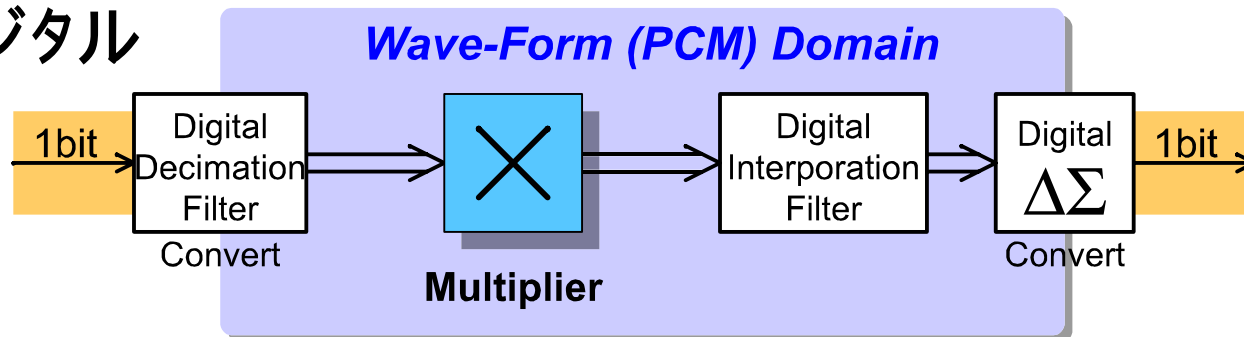 ジタル
Wave-Form (PCM) Domain
1bit
Digital
Decimation
Filter
Convert
×
Multiplier
Digital
Interporation
Filter
Digital
ΔΣ
Convert
1bit